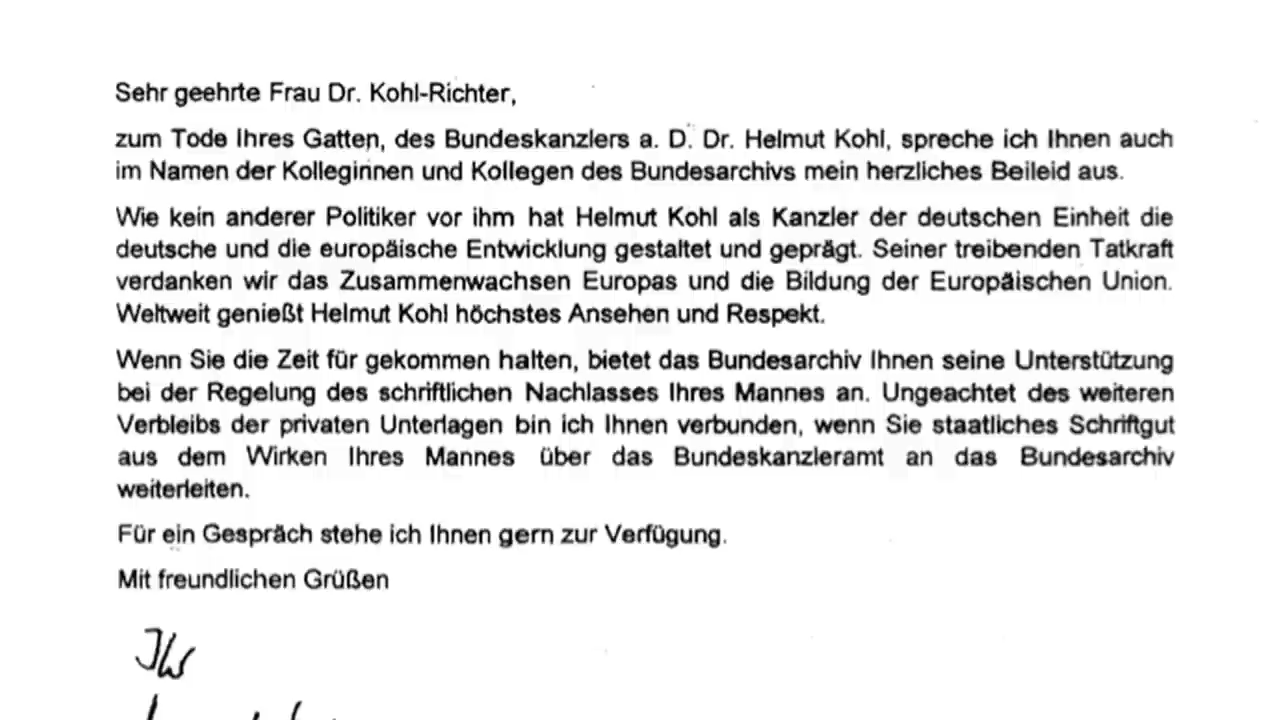 Sehr geehrte Frau Dr. Kohl-Richter,
zum Tode Ihres Gatten, des Bundeskanzlers a. D. Dr. Helmut Kohl, spreche ich Ihnen auch
im Namen der Kolleginnen und Kollegen des Bundesarchivs mein herzliches Beileid aus.
Wie kein anderer Politiker vor ihm hat Helmut Kohl als Kanzler der deutschen Einheit die
deutsche und die europäische Entwicklung gestaltet und geprägt. Seiner treibenden Tatkraft
verdanken wir das Zusammenwachsen Europas und die Bildung der Europäischen Union.
Weltweit genießt Helmut Kohl höchstes Ansehen und Respekt.
Wenn Sie die Zeit für gekommen halten, bietet das Bundesarchiv Ihnen seine Unterstützung
bei der Regelung des schriftlichen Nachlasses Ihres Mannes an. Ungeachtet des weiteren
Verbleibs der privaten Unterlagen bin ich Ihnen verbunden, wenn Sie staatliches Schriftgut
aus dem Wirken Ihres Mannes über das Bundeskanzleramt an das Bundesarchiv
weiterleiten.
Für ein Gespräch stehe ich Ihnen gern zur Verfügung.
Mit freundlichen Grüßen